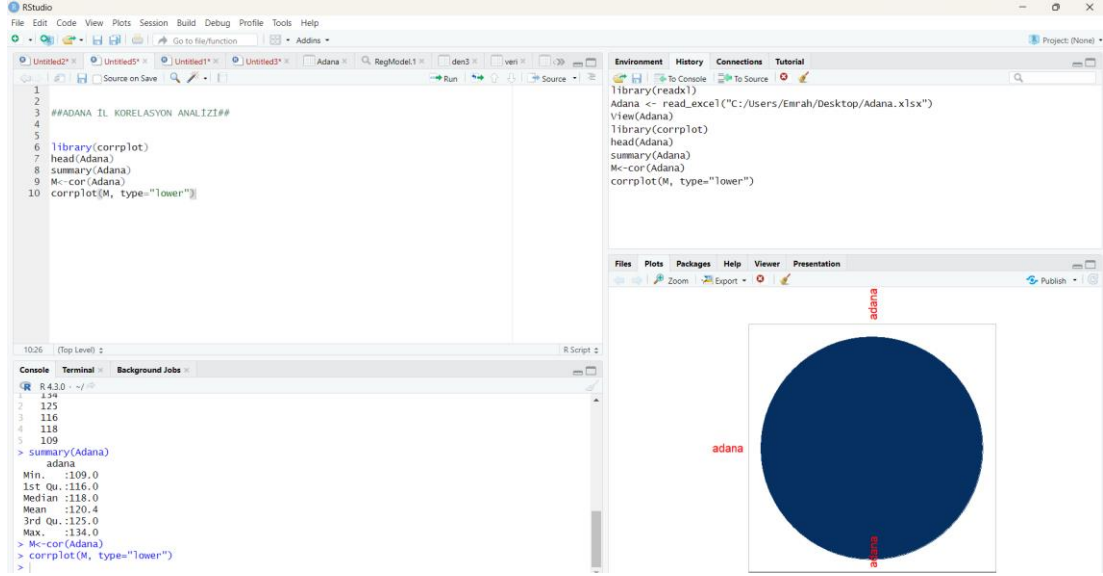 RStudio
File Edit Code View Plots Session Build Debug Profile Tools Help
Go to file/function Addins
Project: (None)
Untitled2* Untitled5* Untitled1* Untitled3* Adana RegModel.1 den3 veri
Source on Save Run Source
1
2
3 ##ADANA İL KORELASYON ANALİZİ##
4
5
6 library(corrplot)
7 head(Adana)
8 summary(Adana)
9 M<-cor(Adana)
10 corrplot(M, type="lower")
10:26 (Top Level) R Script
Console Terminal Background Jobs
R 4.3.0 · ~/
1 134
2 125
3 116
4 118
5 109
> summary(Adana)
adana
Min. :109.0
1st Qu.:116.0
Median :118.0
Mean :120.4
3rd Qu.:125.0
Max. :134.0
> M<-cor(Adana)
> corrplot(M, type="lower")
>
Environment History Connections Tutorial
To Console To Source
library(readxl)
Adana <- read_excel("C:/Users/Emrah/Desktop/Adana.xlsx")
View(Adana)
library(corrplot)
head(Adana)
summary(Adana)
M<-cor(Adana)
corrplot(M, type="lower")
Files Plots Packages Help Viewer Presentation
Zoom Export Publish
adana
adana
adana